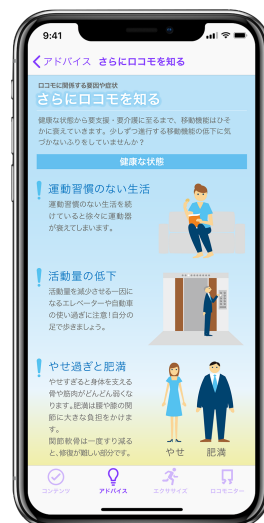 9:41
アドバイス さらにロコモを知る
ロコモに関係する要因や症状
さらにロコモを知る
健康な状態から要支援・要介護に至るまで、移動機能はひそ
かに衰えていきます。少しずつ進行する移動機能の低下に気
づかないふりをしていませんか？
健康な状態
運動習慣のない生活
運動習慣のない生活を続
けていると徐々に運動器
が衰えてしまいます。
活動量の低下
活動量を減少させる一因に
なるエレベーターや自動車
の使い過ぎに注意！自分の
足で歩きましょう。
やせ過ぎと肥満
やせすぎると身体を支える
骨や筋肉がどんどん弱くな
ります。肥満は腰や膝の関
節に大きな負担をかけま
す。
関節軟骨は一度すり減る
と、修復が難しい部分です。
やせ 肥満
コンテンツ アドバイス エクササイズ ロコモニター